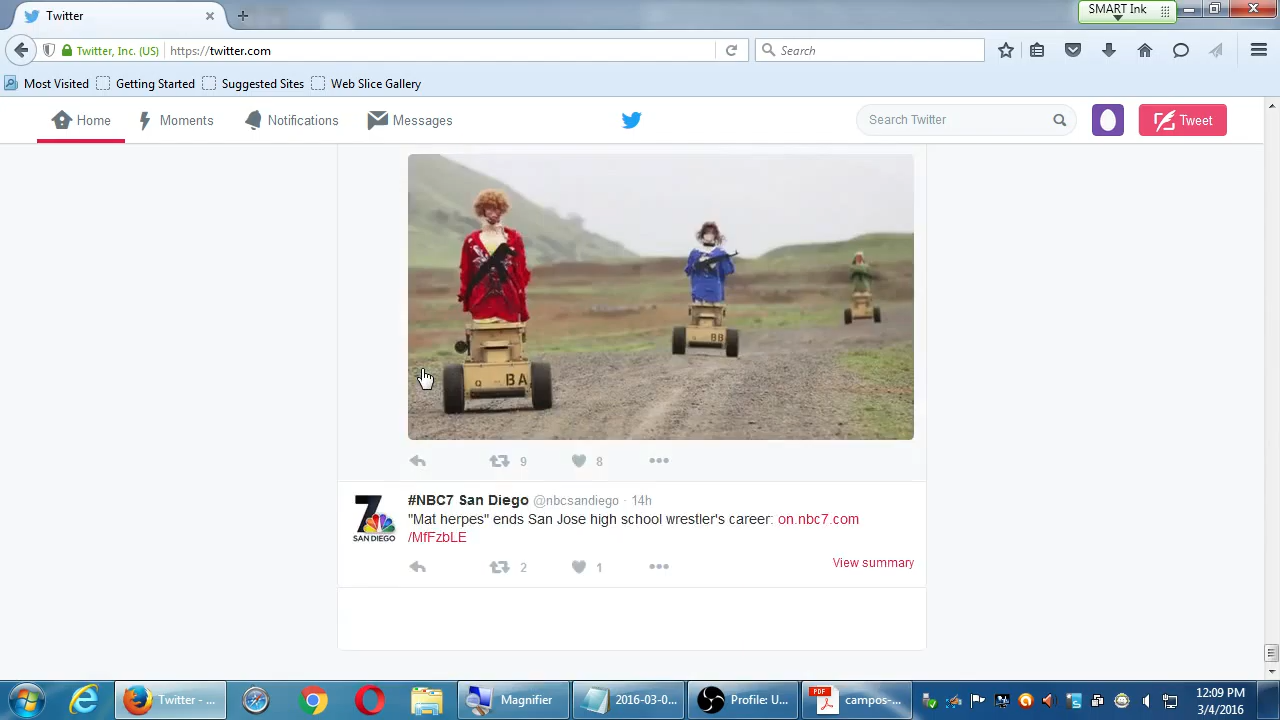 Twitter
SMART Ink
Twitter, Inc. (US)
https://twitter.com
Search
Most Visited
Getting Started
Suggested Sites
Web Slice Gallery
Home
Moments
Notifications
Messages
Search Twitter
Tweet
BA
BB
9
8
7
SAN DIEGO
#NBC7 San Diego @nbcsandiego · 14h
"Mat herpes" ends San Jose high school wrestler's career: on.nbc7.com
/MfFzbLE
2
1
View summary
Twitter - ...
Magnifier
2016-03-0...
Profile: U...
PDF
campos-...
12:09 PM
3/4/2016